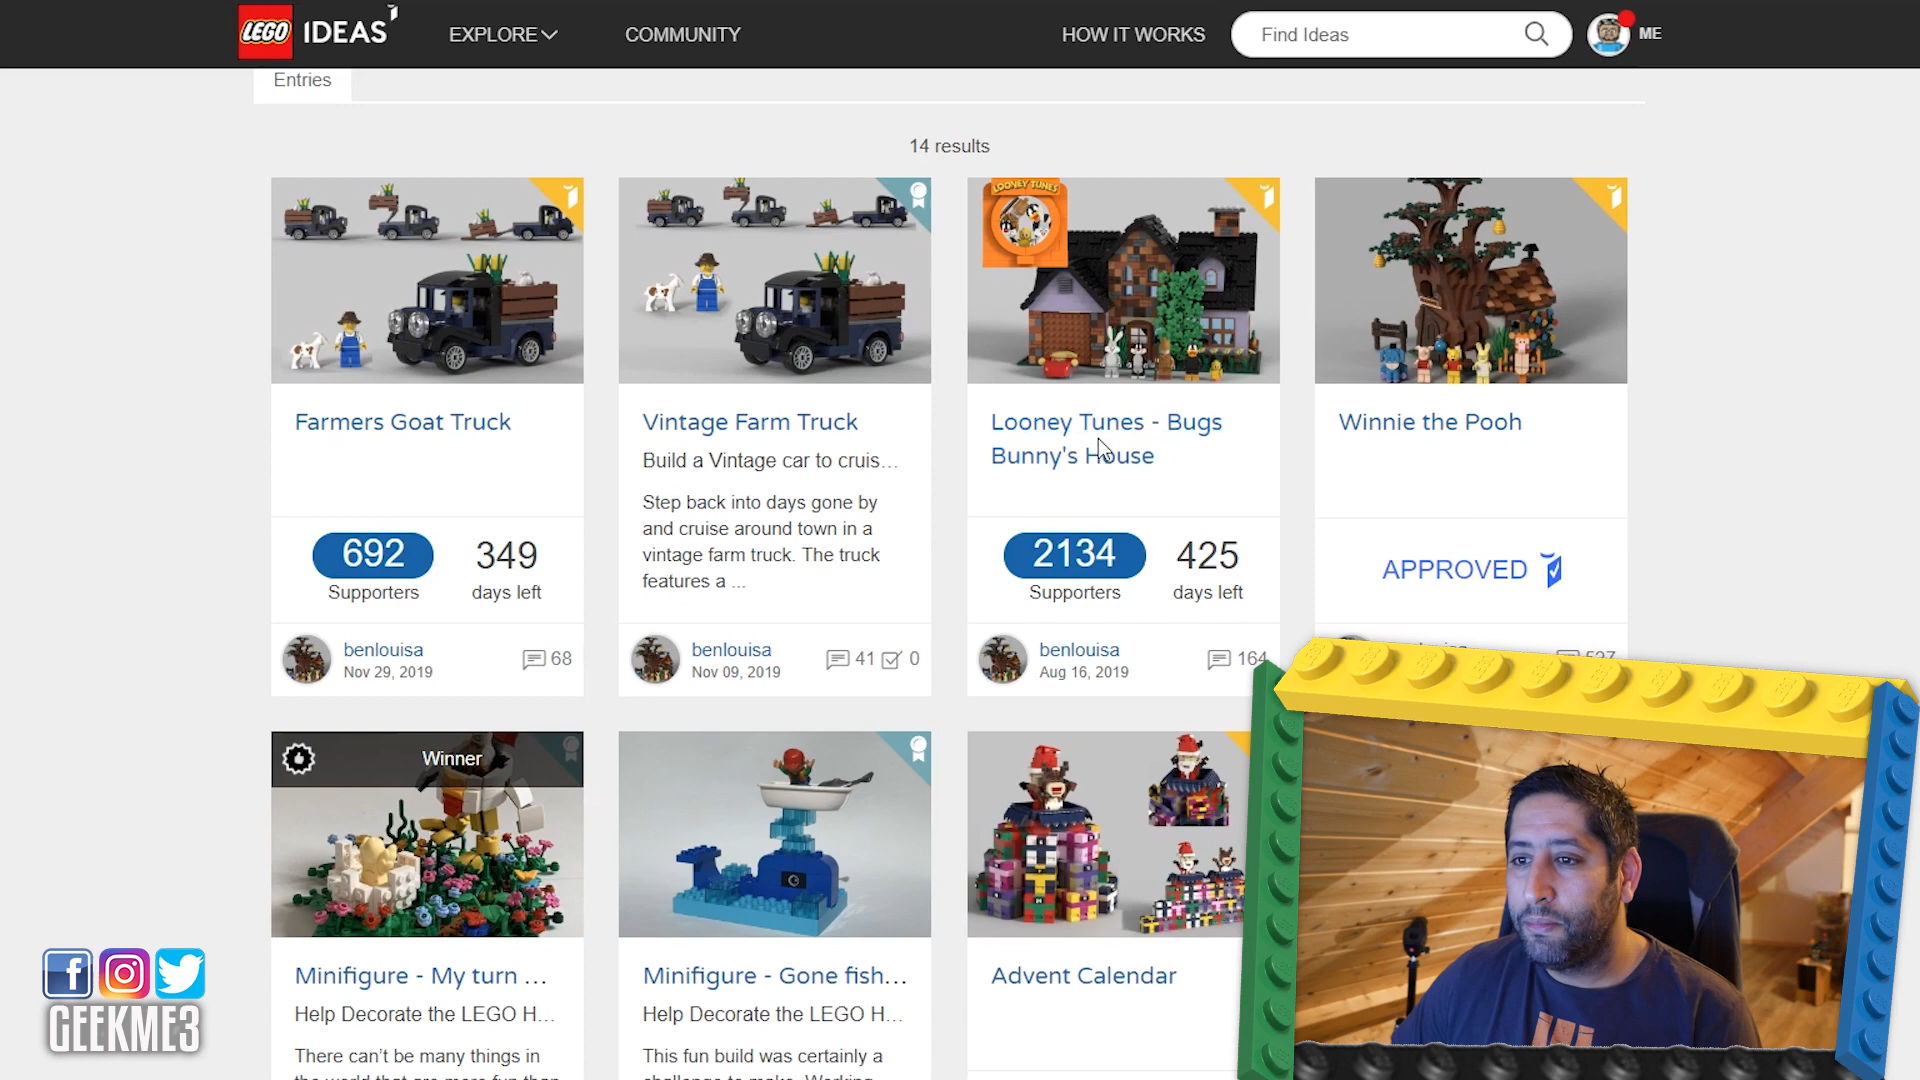 LEGO IDEAS EXPLORE COMMUNITY HOW IT WORKS Find Ideas ME
Entries
14 results
LOONEY TUNES
Farmers Goat Truck
692 349
Supporters days left
benlouisa 68
Nov 29, 2019
Vintage Farm Truck
Build a Vintage car to cruis...
Step back into days gone by
and cruise around town in a
vintage farm truck. The truck
features a ...
benlouisa 41 0
Nov 09, 2019
Looney Tunes - Bugs
Bunny's House
2134 425
Supporters days left
benlouisa 164
Aug 16, 2019
Winnie the Pooh
APPROVED
Winner
Minifigure - My turn ...
Help Decorate the LEGO H...
There can't be many things in
Minifigure - Gone fish...
Help Decorate the LEGO H...
This fun build was certainly a
Advent Calendar
GEEKME3